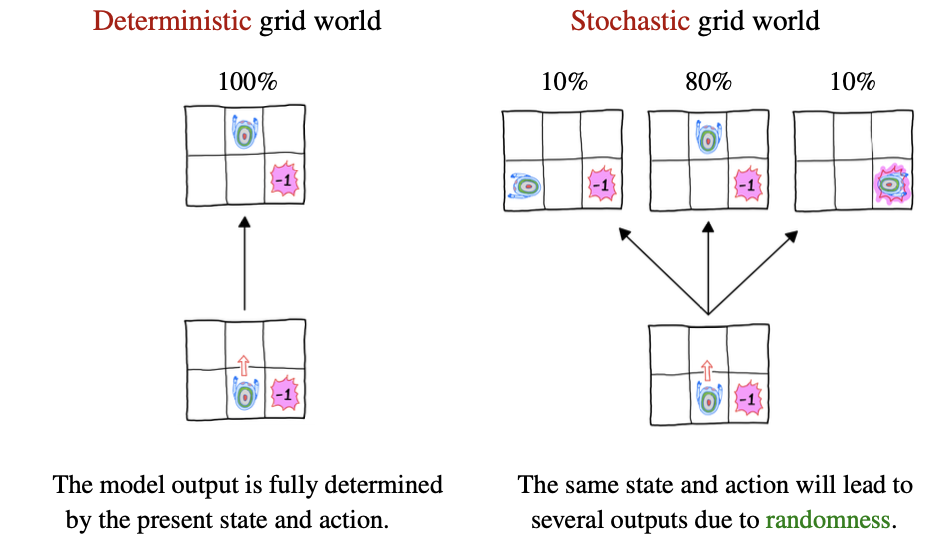 Deterministic grid world
100%
-1
-1
The model output is fully determined
by the present state and action.
Stochastic grid world
10%
80%
10%
-1
-1
-1
The same state and action will lead to
several outputs due to randomness.